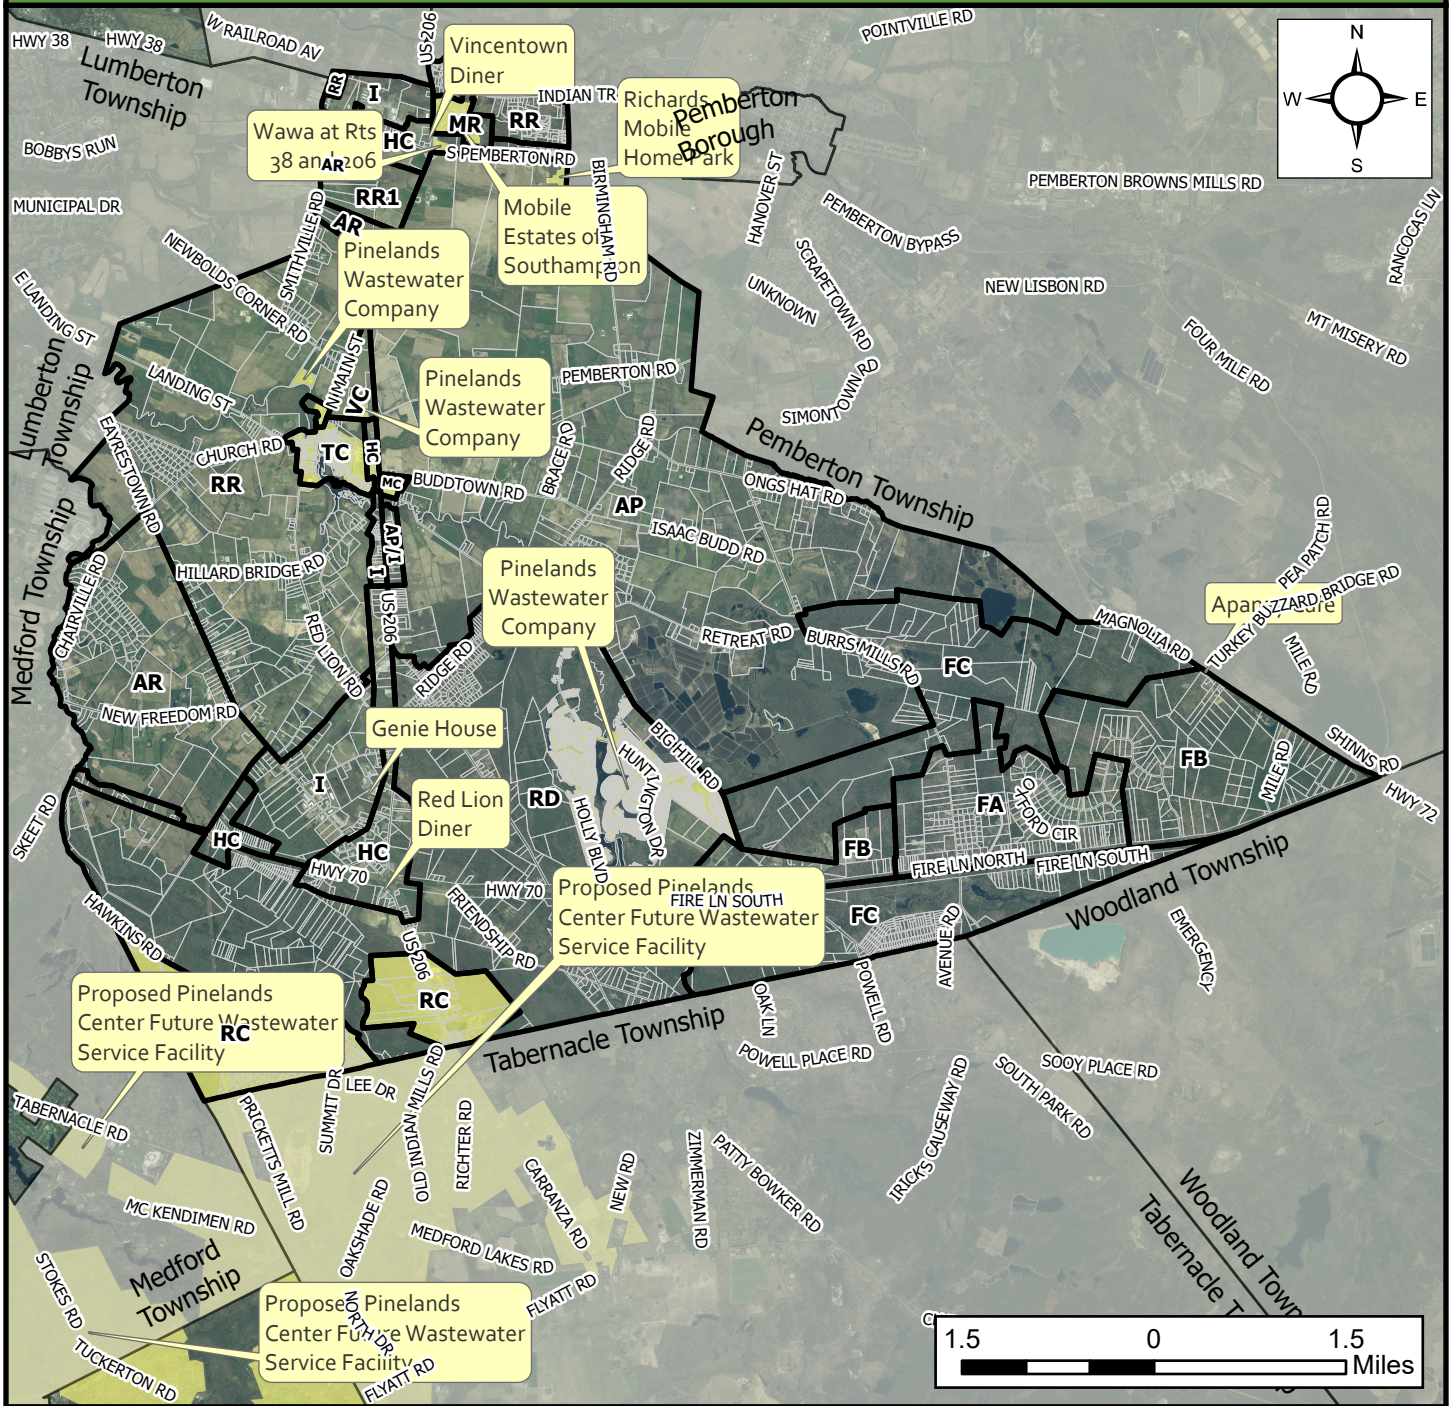 HWY 38
HWY 38
W RAILROAD AV
US 206
POINTVILLE RD
N
W
E
S
Lumberton
Township
Vincentown
Diner
RR
I
INDIAN TR
MR
RR
HC
Richards
Mobile
Home Park
Pemberton
Borough
Wawa at Rts
38 and 206
AR
BOBBYS RUN
S PEMBERTON RD
BIRMINGHAM RD
HANOVER ST
PEMBERTON BROWNS MILLS RD
RANCOCAS LN
MUNICIPAL DR
RR1
AR
SMITHVILLE RD
Mobile
Estates of
Southampton
PEMBERTON BYPASS
NEWBOLDS CORNER RD
Pinelands
Wastewater
Company
SCRAPETOWN RD
UNKNOWN
NEW LISBON RD
E LANDING ST
FOUR MILE RD
MT MISERY RD
Lumberton
Township
N MAIN ST
VC
LANDING ST
Pinelands
Wastewater
Company
PEMBERTON RD
SIMONTOWN RD
EAYRESTOWN RD
CHURCH RD
TC
HC
RR
MC
BUDDTOWN RD
BRACE RD
RIDGE RD
AP
ONGS HAT RD
Pemberton Township
ISAAC BUDD RD
AP/I
I
US 206
Medford Township
CHAIRVILLE RD
HILLARD BRIDGE RD
RED LION RD
Pinelands
Wastewater
Company
PEA PATCH RD
TURKEY BUZZARD BRIDGE RD
MILE RD
MAGNOLIA RD
RETREAT RD
BURRS MILLS RD
FC
RIDGE RD
AR
NEW FREEDOM RD
Genie House
BIG HILL RD
HUNTINGTON DR
HOLLY BLVD
RD
I
Red Lion
Diner
FB
MILE RD
SHINNS RD
HWY 72
FA
OXFORD CIR
SKEET RD
HC
HC
HWY 70
HWY 70
FB
FIRE LN NORTH
FIRE LN SOUTH
Woodland Township
Proposed Pinelands
Center Future Wastewater
Service Facility
FIRE LN SOUTH
FC
AVENUE RD
EMERGENCY
HAWKINS RD
FRIENDSHIP RD
US 206
RC
OAK LN
POWELL RD
Proposed Pinelands
Center Future Wastewater
Service Facility
RC
Tabernacle Township
POWELL PLACE RD
SOOY PLACE RD
SOUTH PARK RD
TABERNACLE RD
LEE DR
SUMMIT DR
PRICKETTS MILL RD
OLD INDIAN MILLS RD
RICHTER RD
IRICKS CAUSEWAY RD
ZIMMERMAN RD
PATTY BOWKER RD
NEW RD
CARRANZA RD
MC KENDIMEN RD
OAKSHADE RD
MEDFORD LAKES RD
FLYATT RD
Medford
Township
STOKES RD
TUCKERTON RD
Proposed Pinelands
Center Future Wastewater
Service Facility
NORTH DR
FLYATT RD
Woodland Town
Tabernacle T
1.5
0
1.5
Miles